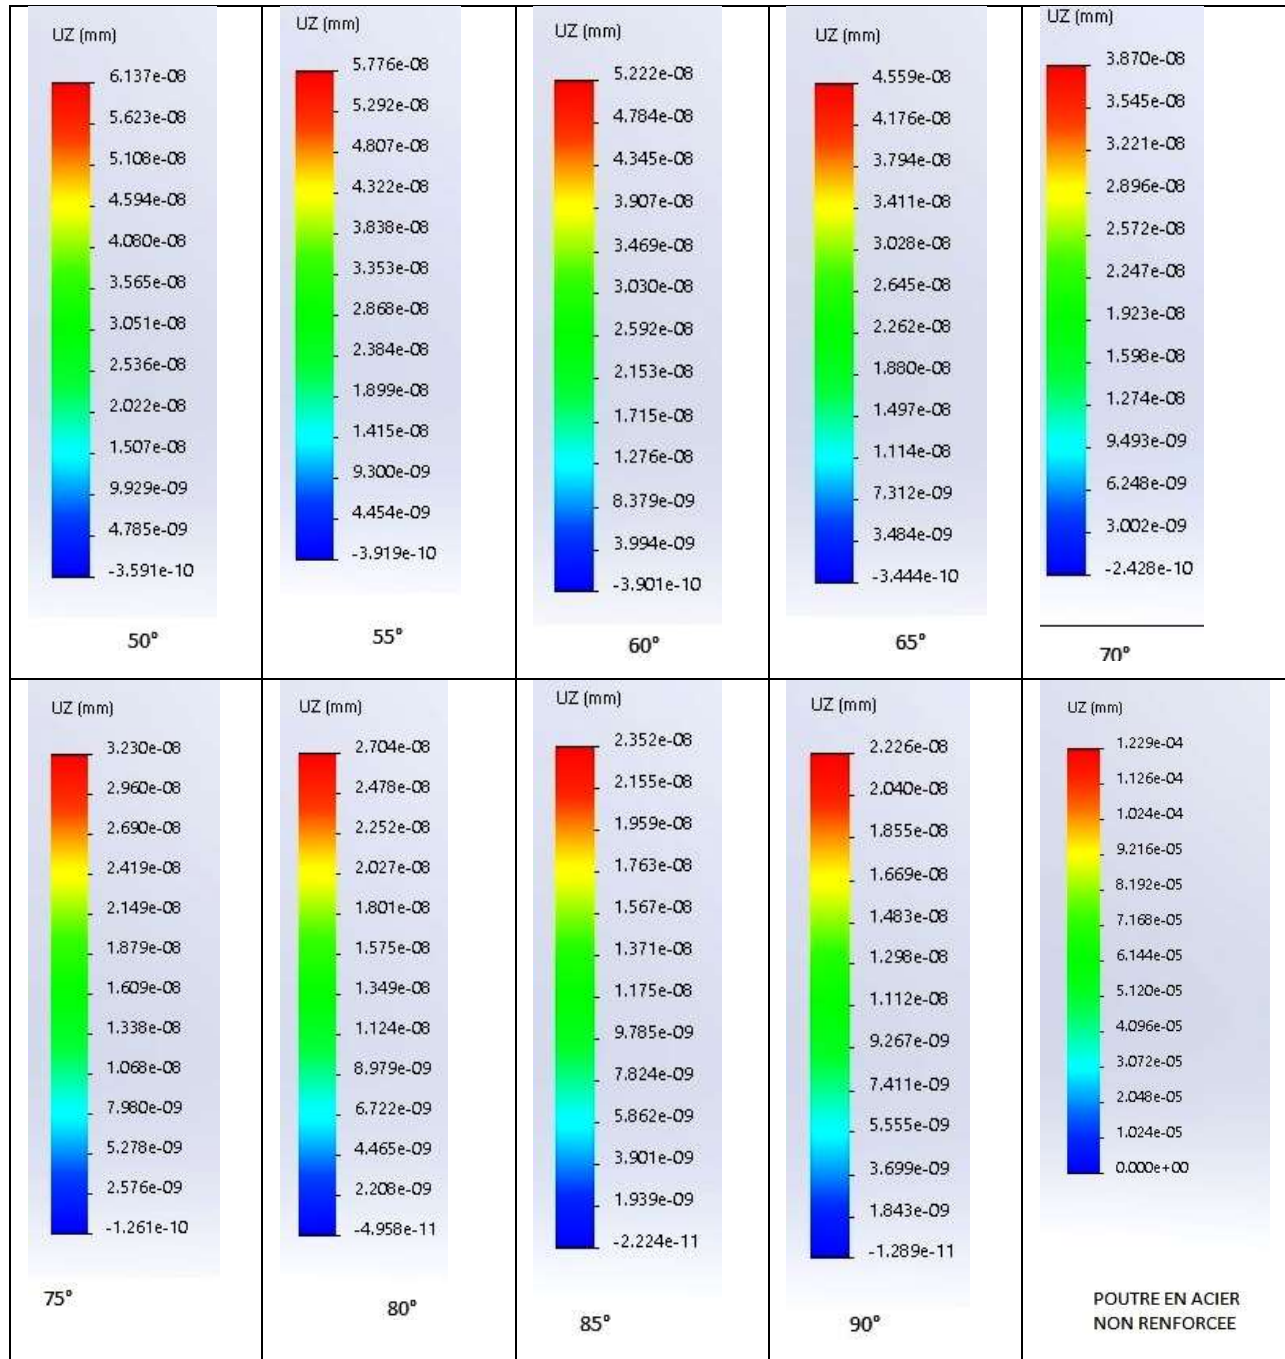 UZ (mm)
6.137e-08
5.623e-08
5.108e-08
4.594e-08
4.080e-08
3.565e-08
3.051e-08
2.536e-08
2.022e-08
1.507e-08
9.929e-09
4.785e-09
-3.591e-10
50°
UZ (mm)
5.776e-08
5.292e-08
4.807e-08
4.322e-08
3.838e-08
3.353e-08
2.868e-08
2.384e-08
1.899e-08
1.415e-08
9.300e-09
4.454e-09
-3.919e-10
55°
UZ (mm)
5.222e-08
4.784e-08
4.345e-08
3.907e-08
3.469e-08
3.030e-08
2.592e-08
2.153e-08
1.715e-08
1.276e-08
8.379e-09
3.994e-09
-3.901e-10
60°
UZ (mm)
4.559e-08
4.176e-08
3.794e-08
3.411e-08
3.028e-08
2.645e-08
2.262e-08
1.880e-08
1.497e-08
1.114e-08
7.312e-09
3.484e-09
-3.444e-10
65°
UZ (mm)
3.870e-08
3.545e-08
3.221e-08
2.896e-08
2.572e-08
2.247e-08
1.923e-08
1.598e-08
1.274e-08
9.493e-09
6.248e-09
3.002e-09
-2.428e-10
70°
UZ (mm)
3.230e-08
2.960e-08
2.690e-08
2.419e-08
2.149e-08
1.879e-08
1.609e-08
1.338e-08
1.068e-08
7.980e-09
5.278e-09
2.576e-09
-1.261e-10
75°
UZ (mm)
2.704e-08
2.478e-08
2.252e-08
2.027e-08
1.801e-08
1.575e-08
1.349e-08
1.124e-08
8.979e-09
6.722e-09
4.465e-09
2.208e-09
-4.958e-11
80°
UZ (mm)
2.352e-08
2.155e-08
1.959e-08
1.763e-08
1.567e-08
1.371e-08
1.175e-08
9.785e-09
7.824e-09
5.862e-09
3.901e-09
1.939e-09
-2.224e-11
85°
UZ (mm)
2.226e-08
2.040e-08
1.855e-08
1.669e-08
1.483e-08
1.298e-08
1.112e-08
9.267e-09
7.411e-09
5.555e-09
3.699e-09
1.843e-09
-1.289e-11
90°
UZ (mm)
1.229e-04
1.126e-04
1.024e-04
9.216e-05
8.192e-05
7.168e-05
6.144e-05
5.120e-05
4.096e-05
3.072e-05
2.048e-05
1.024e-05
0.000e+00
POUTRE EN ACIER
NON RENFORCEE